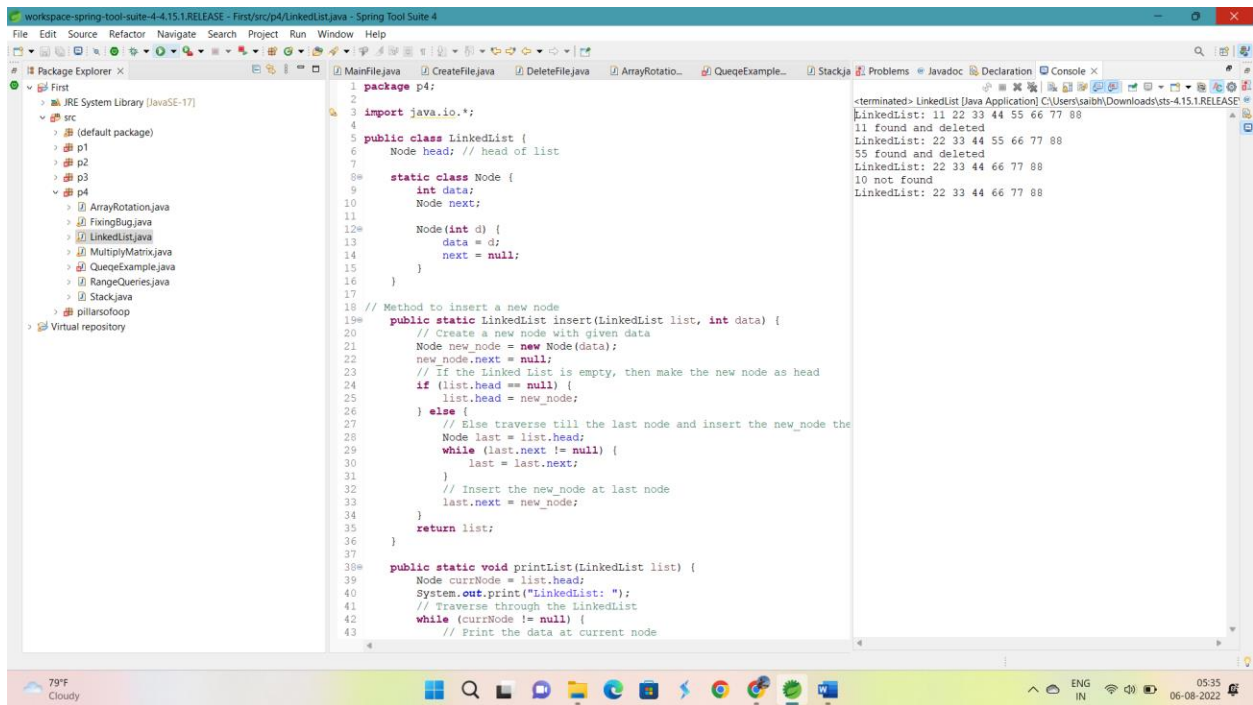 workspace-spring-tool-suite-4-4.15.1.RELEASE - First/src/p4/LinkedList.java - Spring Tool Suite 4
File Edit Source Refactor Navigate Search Project Run Window Help
Package Explorer
First
JRE System Library [JavaSE-17]
src
(default package)
p1
p2
p3
p4
ArrayRotation.java
FixingBug.java
LinkedList.java
MultiplyMatrix.java
QueqeExample.java
RangeQueries.java
Stack.java
pillarsofoop
Virtual repository
MainFile.java CreateFile.java DeleteFile.java ArrayRotatio... QueqeExample... Stack.ja
1 package p4;
2
3 import java.io.*;
4
5 public class LinkedList {
6 Node head; // head of list
7
8 static class Node {
9 int data;
10 Node next;
11
12 Node(int d) {
13 data = d;
14 next = null;
15 }
16 }
17
18 // Method to insert a new node
19 public static LinkedList insert(LinkedList list, int data) {
20 // Create a new node with given data
21 Node new_node = new Node(data);
22 new_node.next = null;
23 // If the Linked List is empty, then make the new node as head
24 if (list.head == null) {
25 list.head = new_node;
26 } else {
27 // Else traverse till the last node and insert the new_node the
28 Node last = list.head;
29 while (last.next != null) {
30 last = last.next;
31 }
32 // Insert the new_node at last node
33 last.next = new_node;
34 }
35 return list;
36 }
37
38 public static void printList(LinkedList list) {
39 Node currNode = list.head;
40 System.out.print("LinkedList: ");
41 // Traverse through the LinkedList
42 while (currNode != null) {
43 // Print the data at current node
Problems Javadoc Declaration Console
<terminated> LinkedList [Java Application] C:\Users\saibh\Downloads\sts-4.15.1.RELEASE
LinkedList: 11 22 33 44 55 66 77 88
11 found and deleted
LinkedList: 22 33 44 55 66 77 88
55 found and deleted
LinkedList: 22 33 44 66 77 88
10 not found
LinkedList: 22 33 44 66 77 88
79°F
Cloudy
ENG
IN
05:35
06-08-2022